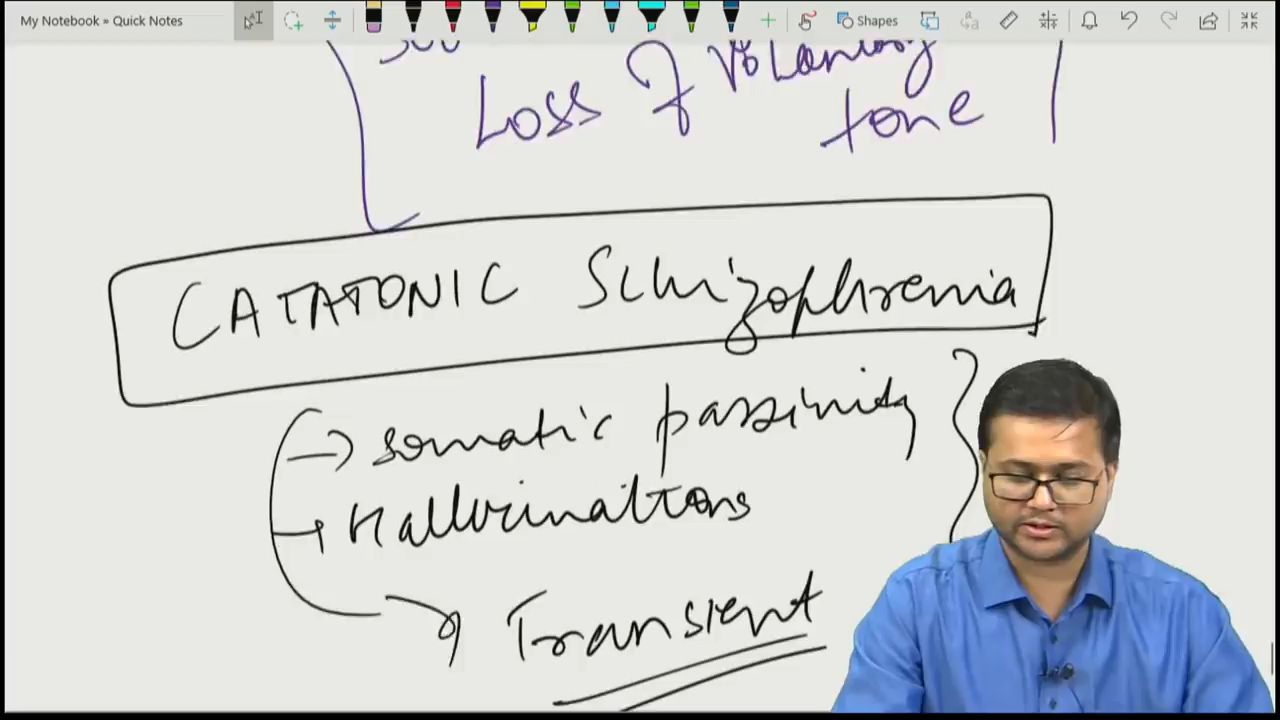 My Notebook » Quick Notes
Shapes
Loss of voluntary
tone
CATATONIC Schizophrenia
→ somatic passivity
→ Hallucinations
Transient